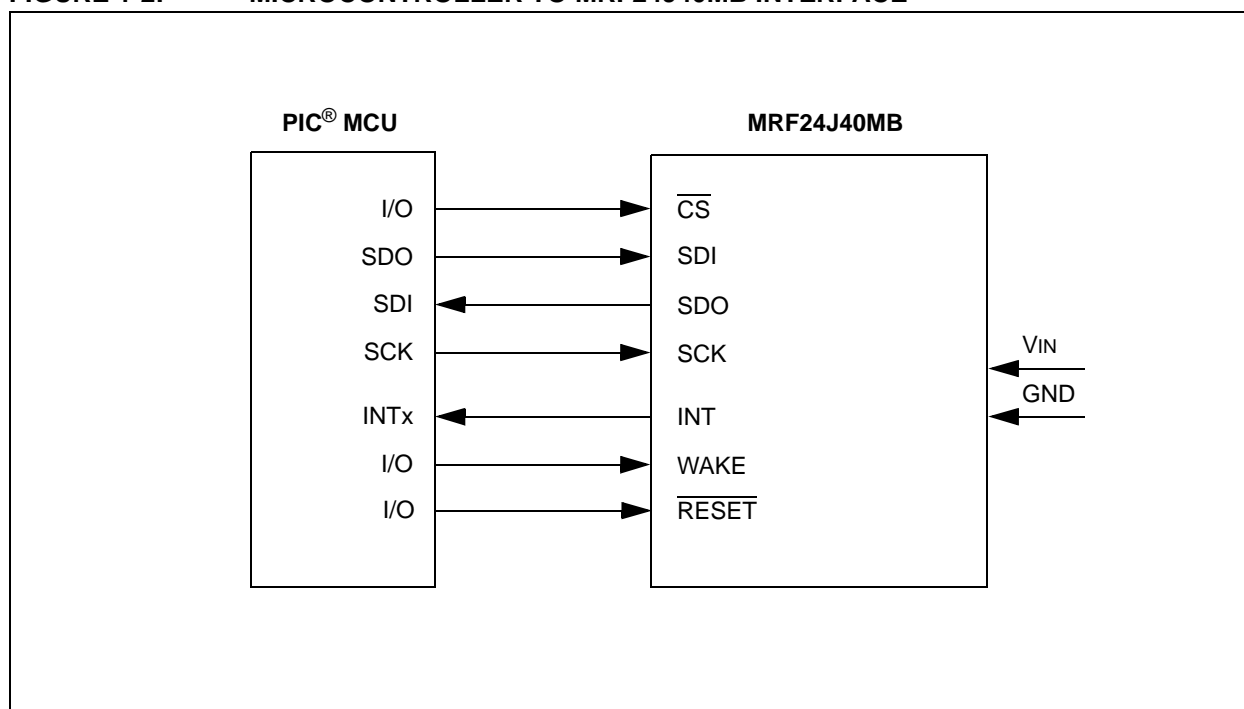 PIC® MCU
MRF24J40MB
I/O
CS
SDO
SDI
SDI
SDO
SCK
SCK
VIN
GND
INTx
INT
I/O
WAKE
I/O
RESET